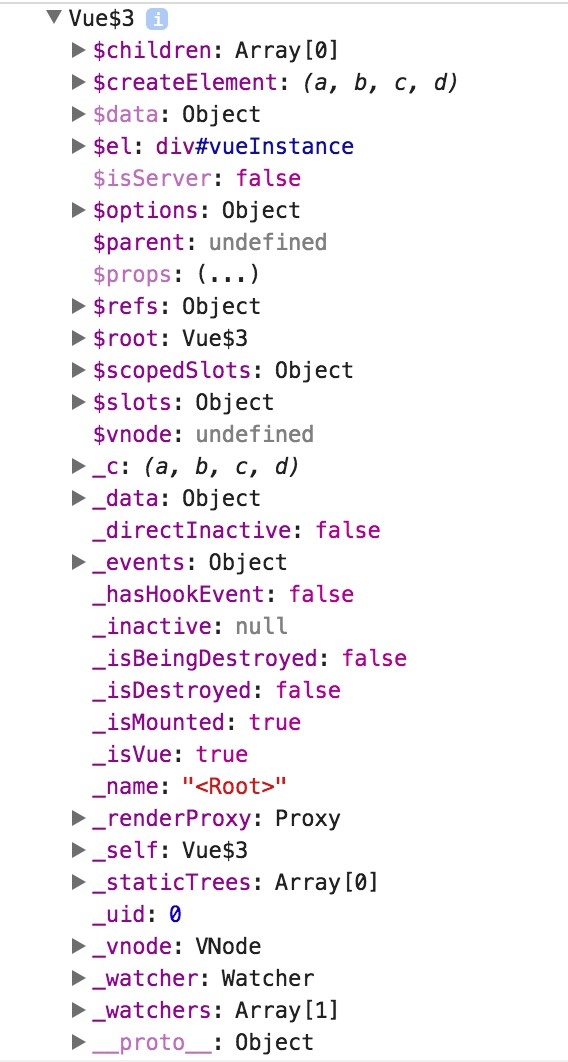 Vue$3 i
$children: Array[0]
$createElement: (a, b, c, d)
$data: Object
$el: div#vueInstance
$isServer: false
$options: Object
$parent: undefined
$props: (...)
$refs: Object
$root: Vue$3
$scopedSlots: Object
$slots: Object
$vnode: undefined
_c: (a, b, c, d)
_data: Object
_directInactive: false
_events: Object
_hasHookEvent: false
_inactive: null
_isBeingDestroyed: false
_isDestroyed: false
_isMounted: true
_isVue: true
_name: "<Root>"
_renderProxy: Proxy
_self: Vue$3
_staticTrees: Array[0]
_uid: 0
_vnode: VNode
_watcher: Watcher
_watchers: Array[1]
__proto__: Object